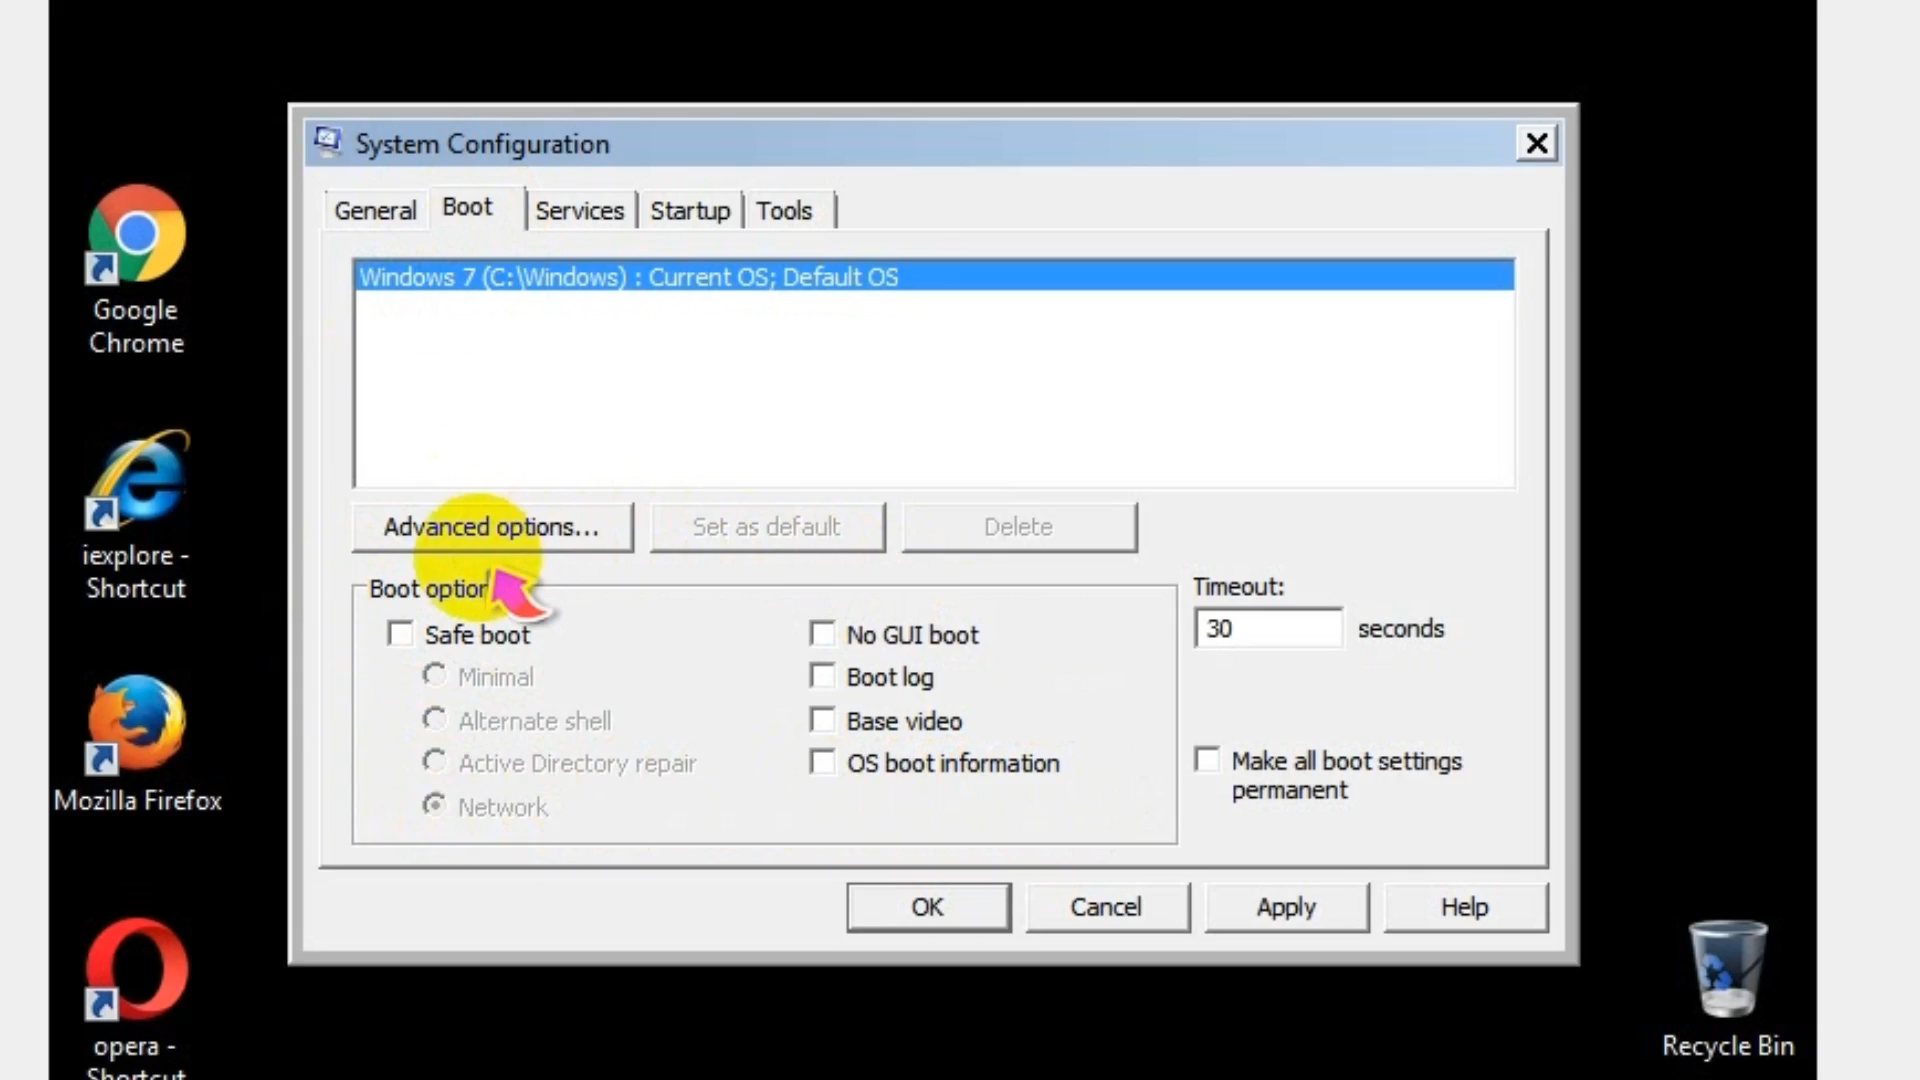 System Configuration
General Boot Services Startup Tools
Windows 7 (C:\Windows) : Current OS; Default OS
Advanced options... Set as default Delete
Boot option
Timeout:
30 seconds
Safe boot
No GUI boot
Minimal
Boot log
Alternate shell
Base video
Active Directory repair
OS boot information
Network
Make all boot settings
permanent
OK Cancel Apply Help
Google
Chrome
iexplore -
Shortcut
Mozilla Firefox
opera -
Shortcut
Recycle Bin